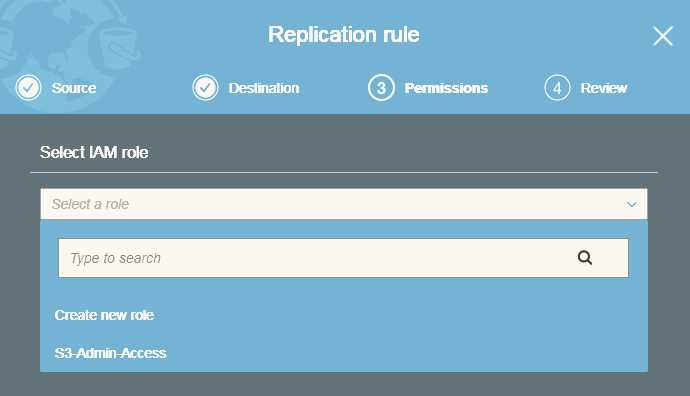 Replication rule
Source Destination 3 Permissions 4 Review
Select IAM role
Select a role
Type to search
Create new role
S3-Admin-Access